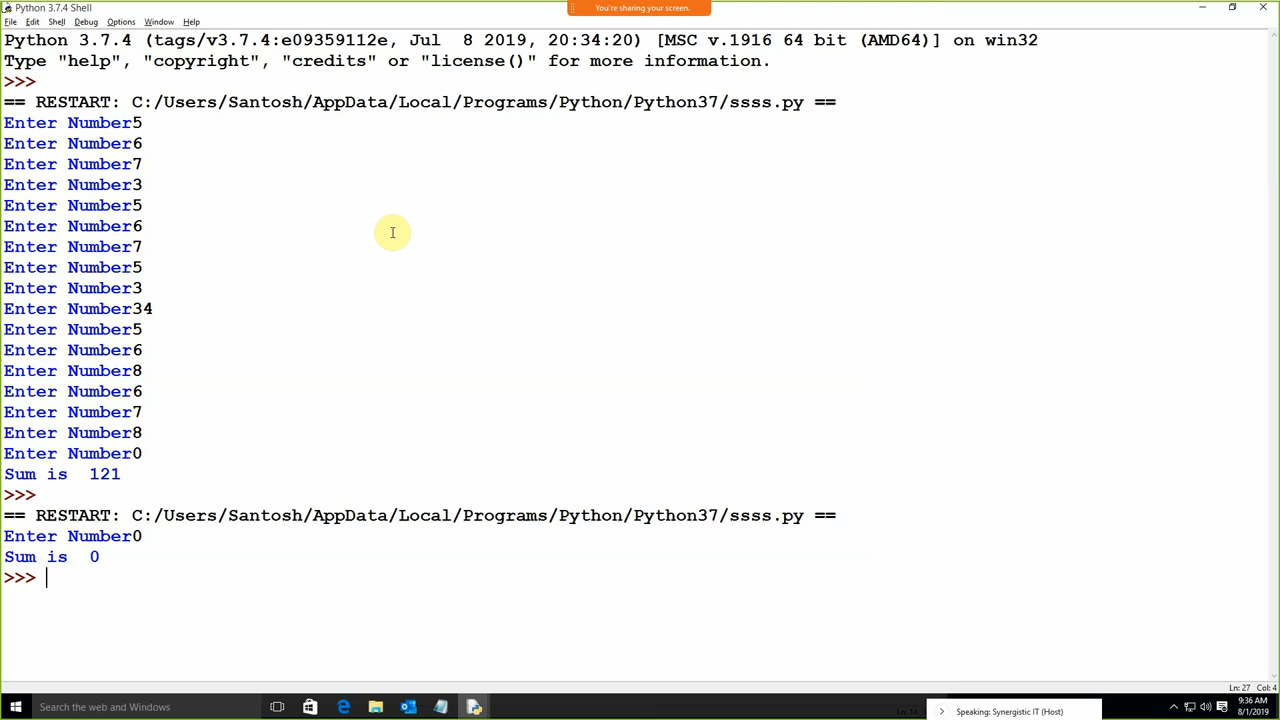 Python 3.7.4 Shell
You're sharing your screen.
File Edit Shell Debug Options Window Help
Python 3.7.4 (tags/v3.7.4:e09359112e, Jul  8 2019, 20:34:20) [MSC v.1916 64 bit (AMD64)] on win32
Type "help", "copyright", "credits" or "license()" for more information.
>>>
== RESTART: C:/Users/Santosh/AppData/Local/Programs/Python/Python37/ssss.py ==
Enter Number5
Enter Number6
Enter Number7
Enter Number3
Enter Number5
Enter Number6
Enter Number7
Enter Number5
Enter Number3
Enter Number34
Enter Number5
Enter Number6
Enter Number8
Enter Number6
Enter Number7
Enter Number8
Enter Number0
Sum is  121
>>>
== RESTART: C:/Users/Santosh/AppData/Local/Programs/Python/Python37/ssss.py ==
Enter Number0
Sum is  0
>>>
Ln: 27 Col: 4
Search the web and Windows
Speaking: Synergistic IT (Host)
9:36 AM
8/1/2019